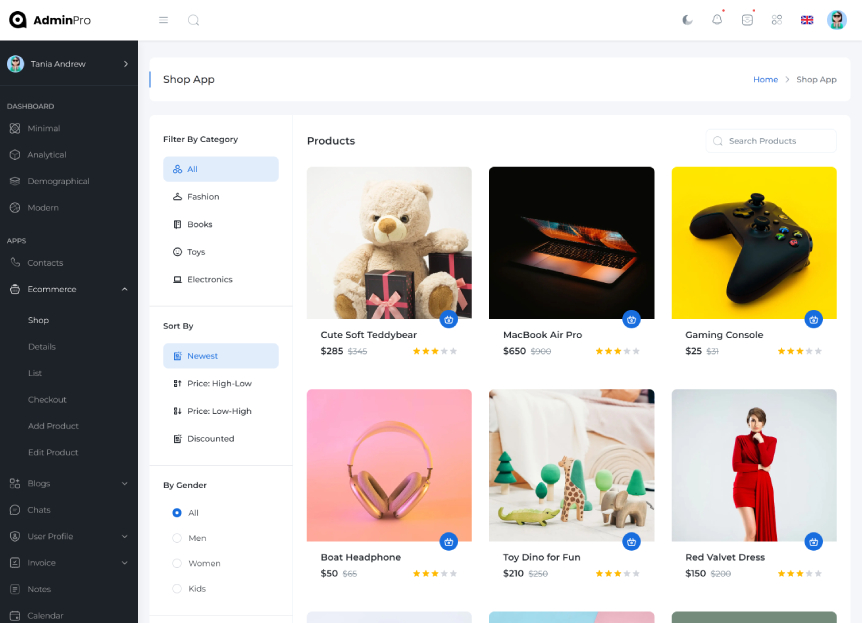 AdminPro
Tania Andrew
DASHBOARD
Minimal
Analytical
Demographical
Modern
APPS
Contacts
Ecommerce
Shop
Details
List
Checkout
Add Product
Edit Product
Blogs
Chats
User Profile
Invoice
Notes
Calendar
Shop App
Home
Shop App
Filter By Category
All
Fashion
Books
Toys
Electronics
Sort By
Newest
Price: High-Low
Price: Low-High
Discounted
By Gender
All
Men
Women
Kids
Products
Search Products
Cute Soft Teddybear
$285 $345
MacBook Air Pro
$650 $900
Gaming Console
$25 $31
Boat Headphone
$50 $65
Toy Dino for Fun
$210 $250
Red Valvet Dress
$150 $200